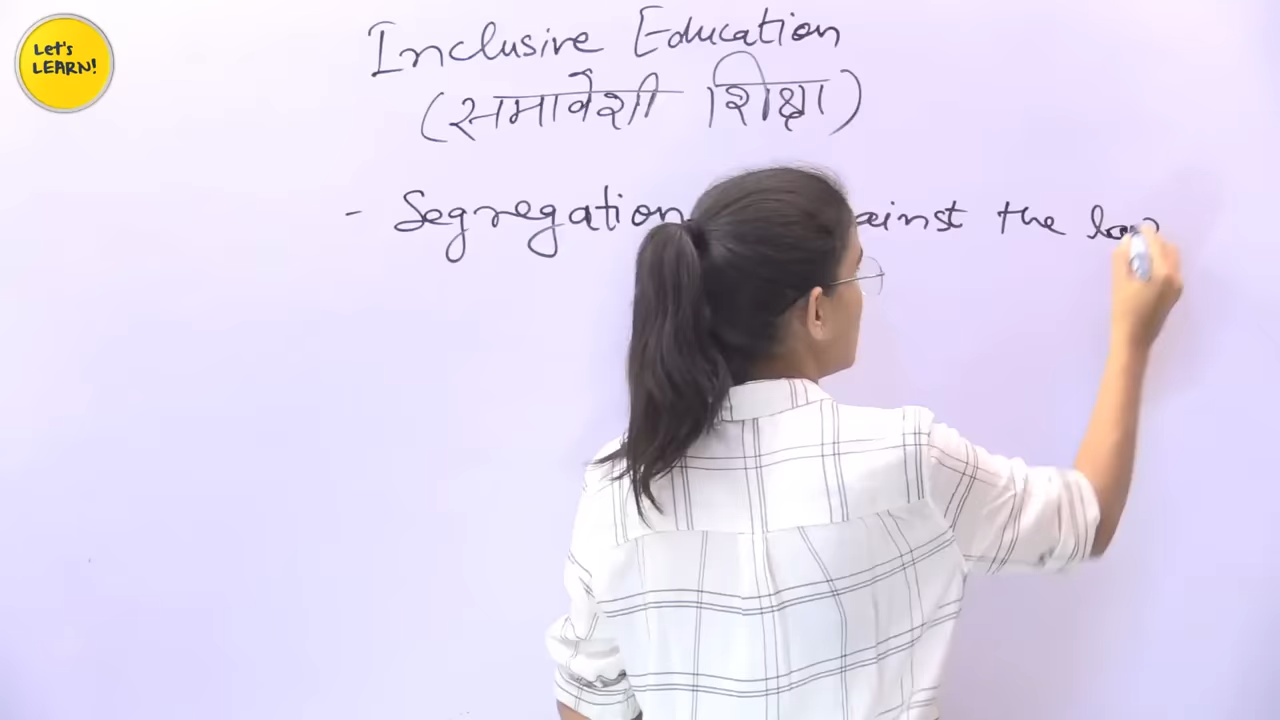 Let's
LEARN!
Inclusive Education
(समावेशी शिक्षा)
- Segregation ainst the